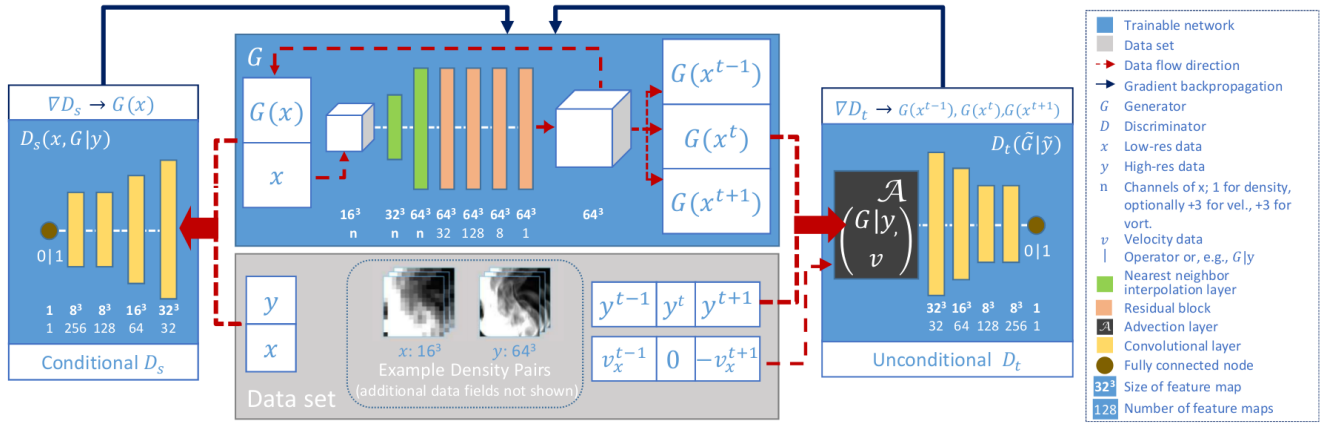 ∇D_s → G(x)
D_s(x, G|y)
0|1
1 8³ 8³ 16³ 32³
1 256 128 64 32
Conditional D_s
G
G(x)
x
16³ 32³ 64³ 64³ 64³ 64³ 64³ 64³
n n n 32 128 8 1
G(x^{t−1})
G(x^t)
G(x^{t+1})
y
x
x: 16³ y: 64³
Example Density Pairs
(additional data fields not shown)
Data set
y^{t−1} y^t y^{t+1}
v_x^{t−1} 0 −v_x^{t+1}
∇D_t → G(x^{t−1}), G(x^t),G(x^{t+1})
D_t(G̃|ỹ)
𝒜
(G|y,
v)
0|1
32³ 16³ 8³ 8³ 1
32 64 128 256 1
Unconditional D_t
Trainable network
Data set
Data flow direction
Gradient backpropagation
G Generator
D Discriminator
x Low-res data
y High-res data
n Channels of x; 1 for density,
optionally +3 for vel., +3 for
vort.
v Velocity data
| Operator or, e.g., G|y
Nearest neighbor
interpolation layer
Residual block
𝒜 Advection layer
Convolutional layer
Fully connected node
32³ Size of feature map
128 Number of feature maps